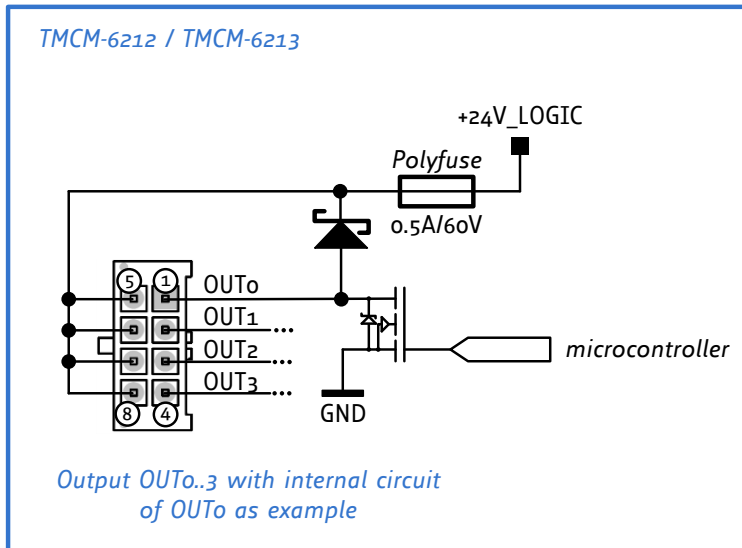 TMCM-6212 / TMCM-6213
+24V_LOGIC
Polyfuse
0.5A/60V
5 1 OUT0
OUT1 ...
OUT2 ...
OUT3 ...
8 4
microcontroller
GND
Output OUT0..3 with internal circuit
of OUT0 as example